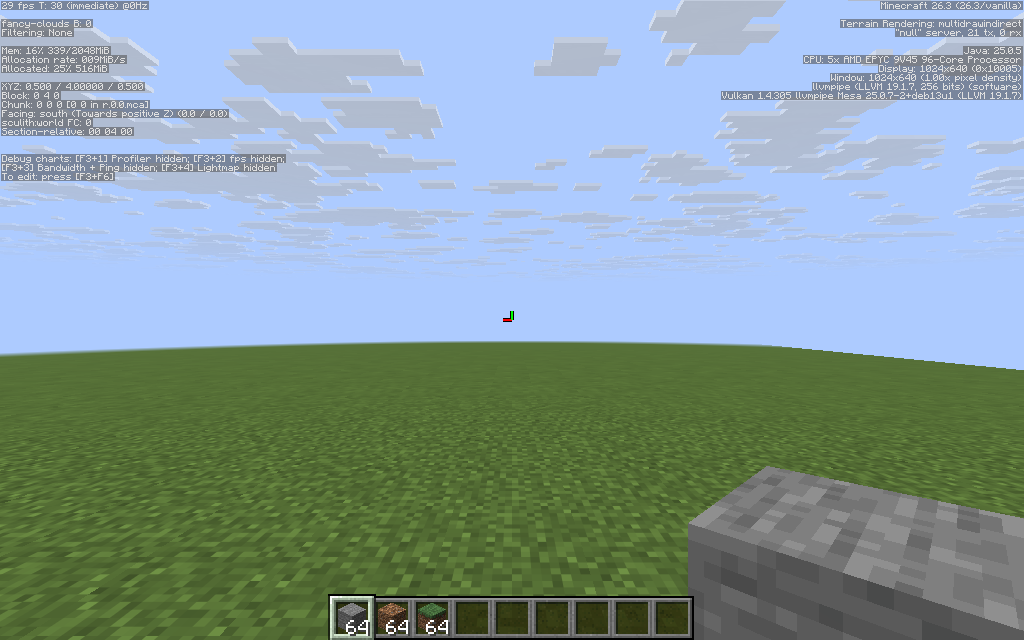 29 fps T: 30 (immediate) @0Hz
fancy-clouds B: 0
Filtering: None
Mem: 16% 339/2048MiB
Allocation rate: 009MiB/s
Allocated: 25% 516MiB
XYZ: 0.500 / 4.00000 / 0.500
Block: 0 4 0
Chunk: 0 0 0 [0 0 in r.0.0.mca]
Facing: south (Towards positive Z) (0.0 / 0.0)
sculith:world FC: 0
Section-relative: 00 04 00
Debug charts: [F3+1] Profiler hidden; [F3+2] fps hidden;
[F3+3] Bandwidth + Ping hidden; [F3+4] Lightmap hidden
To edit: press [F3+F6]
Minecraft 26.3 (26.3/vanilla)
Terrain Rendering: multidrawindirect
"null" server, 21 tx, 0 rx
Java: 25.0.5
CPU: 5x AMD EPYC 9V45 96-Core Processor
Display: 1024x640 (0x10005)
Window: 1024x640 (1.00x pixel density)
llvmpipe (LLVM 19.1.7, 256 bits) (software)
Vulkan 1.4.305 llvmpipe Mesa 25.0.7-2+deb13u1 (LLVM 19.1.7)
64 64 64